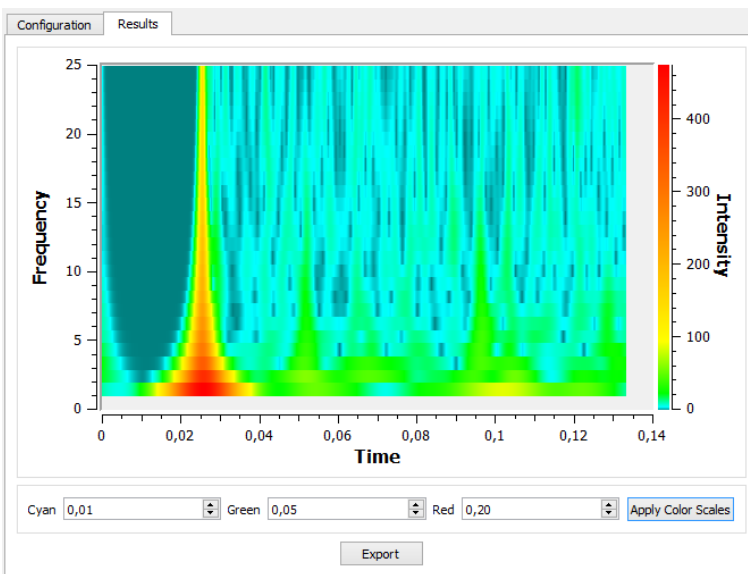 Configuration Results
25
20
15
10
5
0
Frequency
0 0,02 0,04 0,06 0,08 0,1 0,12 0,14
Time
400
300
200
100
0
Intensity
Cyan 0,01 Green 0,05 Red 0,20 Apply Color Scales
Export